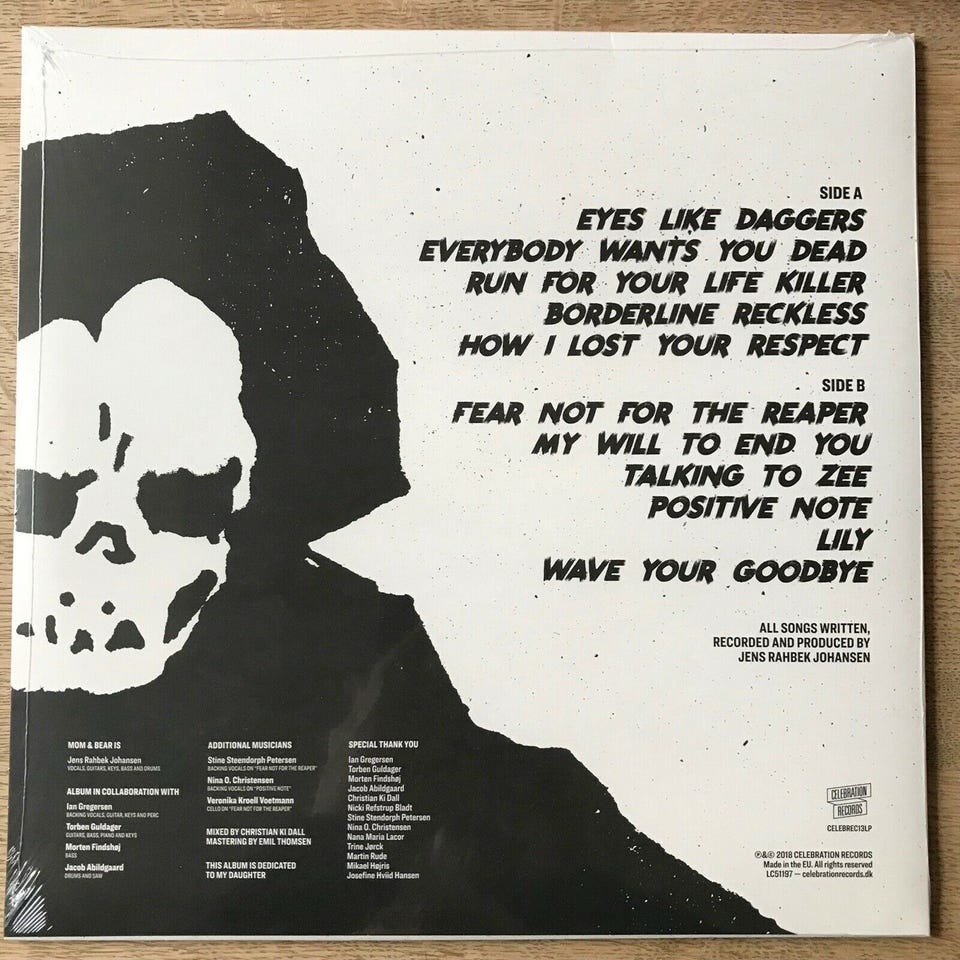 SIDE A
EYES LIKE DAGGERS
EVERYBODY WANTS YOU DEAD
RUN FOR YOUR LIFE KILLER
BORDERLINE RECKLESS
HOW I LOST YOUR RESPECT
SIDE B
FEAR NOT FOR THE REAPER
MY WILL TO END YOU
TALKING TO ZEE
POSITIVE NOTE
LILY
WAVE YOUR GOODBYE
ALL SONGS WRITTEN,
RECORDED AND PRODUCED BY
JENS RAHBEK JOHANSEN
MOM & BEAR IS
Jens Rahbek Johansen
VOCALS, GUITARS, KEYS, BASS AND DRUMS
ALBUM IN COLLABORATION WITH
Ian Gregersen
BACKING VOCALS, GUITAR, KEYS AND PERC
Torben Guldager
GUITARS, BASS, PIANO AND KEYS
Morten Findshøj
BASS
Jacob Abildgaard
DRUMS AND SAW
ADDITIONAL MUSICIANS
Stine Steendorph Petersen
BACKING VOCALS ON "FEAR NOT FOR THE REAPER"
Nina O. Christensen
BACKING VOCALS ON "POSITIVE NOTE"
Veronika Kroell Voetmann
CELLO ON "FEAR NOT FOR THE REAPER"
MIXED BY CHRISTIAN KI DALL
MASTERING BY EMIL THOMSEN
THIS ALBUM IS DEDICATED
TO MY DAUGHTER
SPECIAL THANK YOU
Ian Gregersen
Torben Guldager
Morten Findshøj
Jacob Abildgaard
Christian Ki Dall
Nicki Refstrup Bladt
Stine Steendorph Petersen
Nina O. Christensen
Nana Maria Lacor
Trine Jørck
Martin Rude
Mikael Højris
Josefine Hviid Hansen
CELEBRATION
RECORDS
CELEBREC13LP
℗&© 2018 CELEBRATION RECORDS
Made in the EU. All rights reserved
LC51197 — celebrationrecords.dk